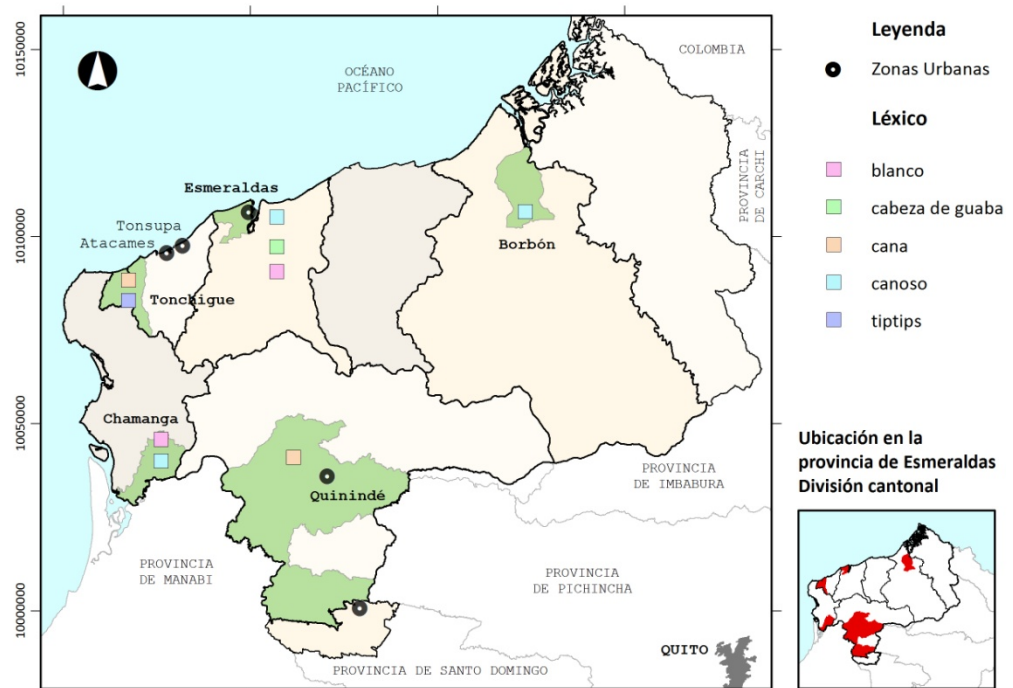 10150000
10100000
10050000
10000000
COLOMBIA
OCÉANO
PACÍFICO
PROVINCIA
DE CARCHI
Esmeraldas
Tonsupa
Atacames
Borbón
Tonchigue
Chamanga
Quinindé
PROVINCIA
DE IMBABURA
PROVINCIA
DE MANABI
PROVINCIA
DE PICHINCHA
QUITO
PROVINCIA DE SANTO DOMINGO
Leyenda
Zonas Urbanas
Léxico
blanco
cabeza de guaba
cana
canoso
tiptips
Ubicación en la
provincia de Esmeraldas
División cantonal